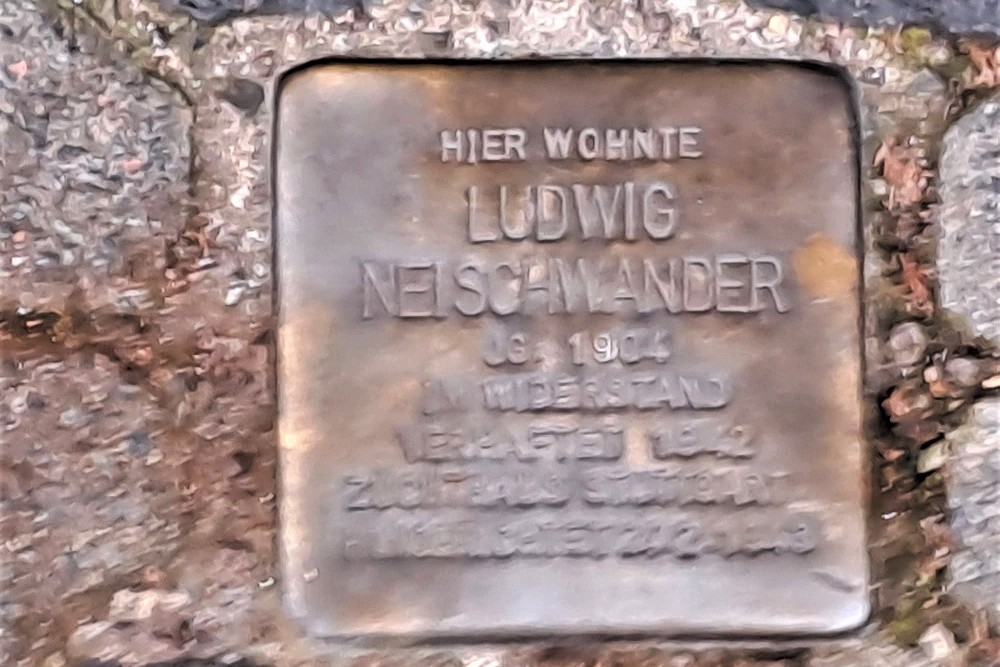 HIER WOHNTE
LUDWIG
NEISCHWANDER
JG. 1904
IM WIDERSTAND
VERHAFTET 1942
ZUCHTHAUS STUTTGART
HINGERICHTET